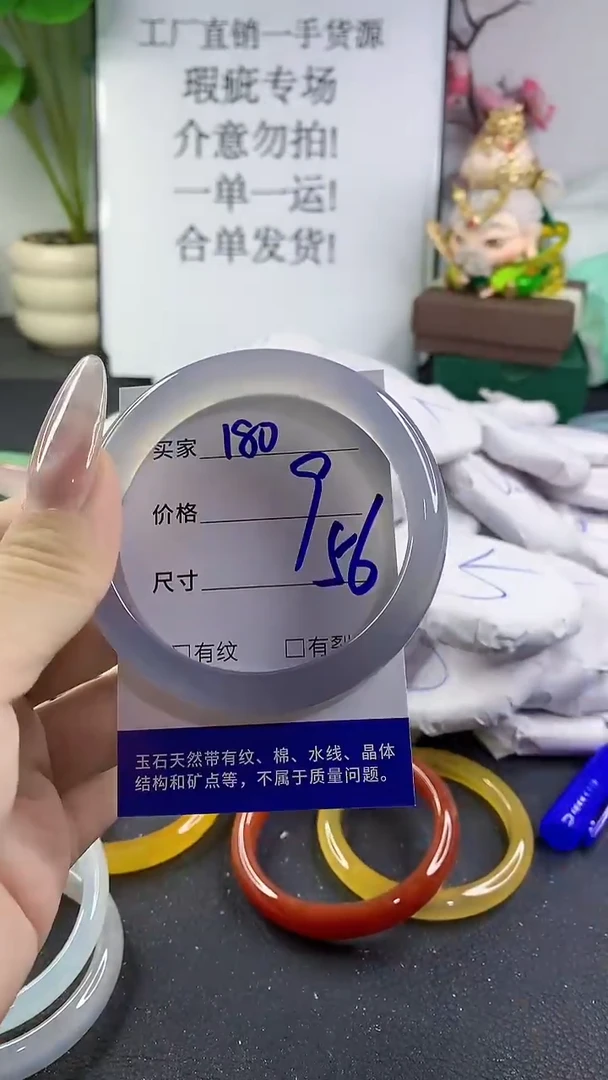 工厂直销一手货源
瑕疵专场
介意勿拍!
一单一运!
合单发货!
买家 180
价格 9
尺寸 56
□有纹 □有裂
玉石天然带有纹、棉、水线、晶体
结构和矿点等，不属于质量问题。